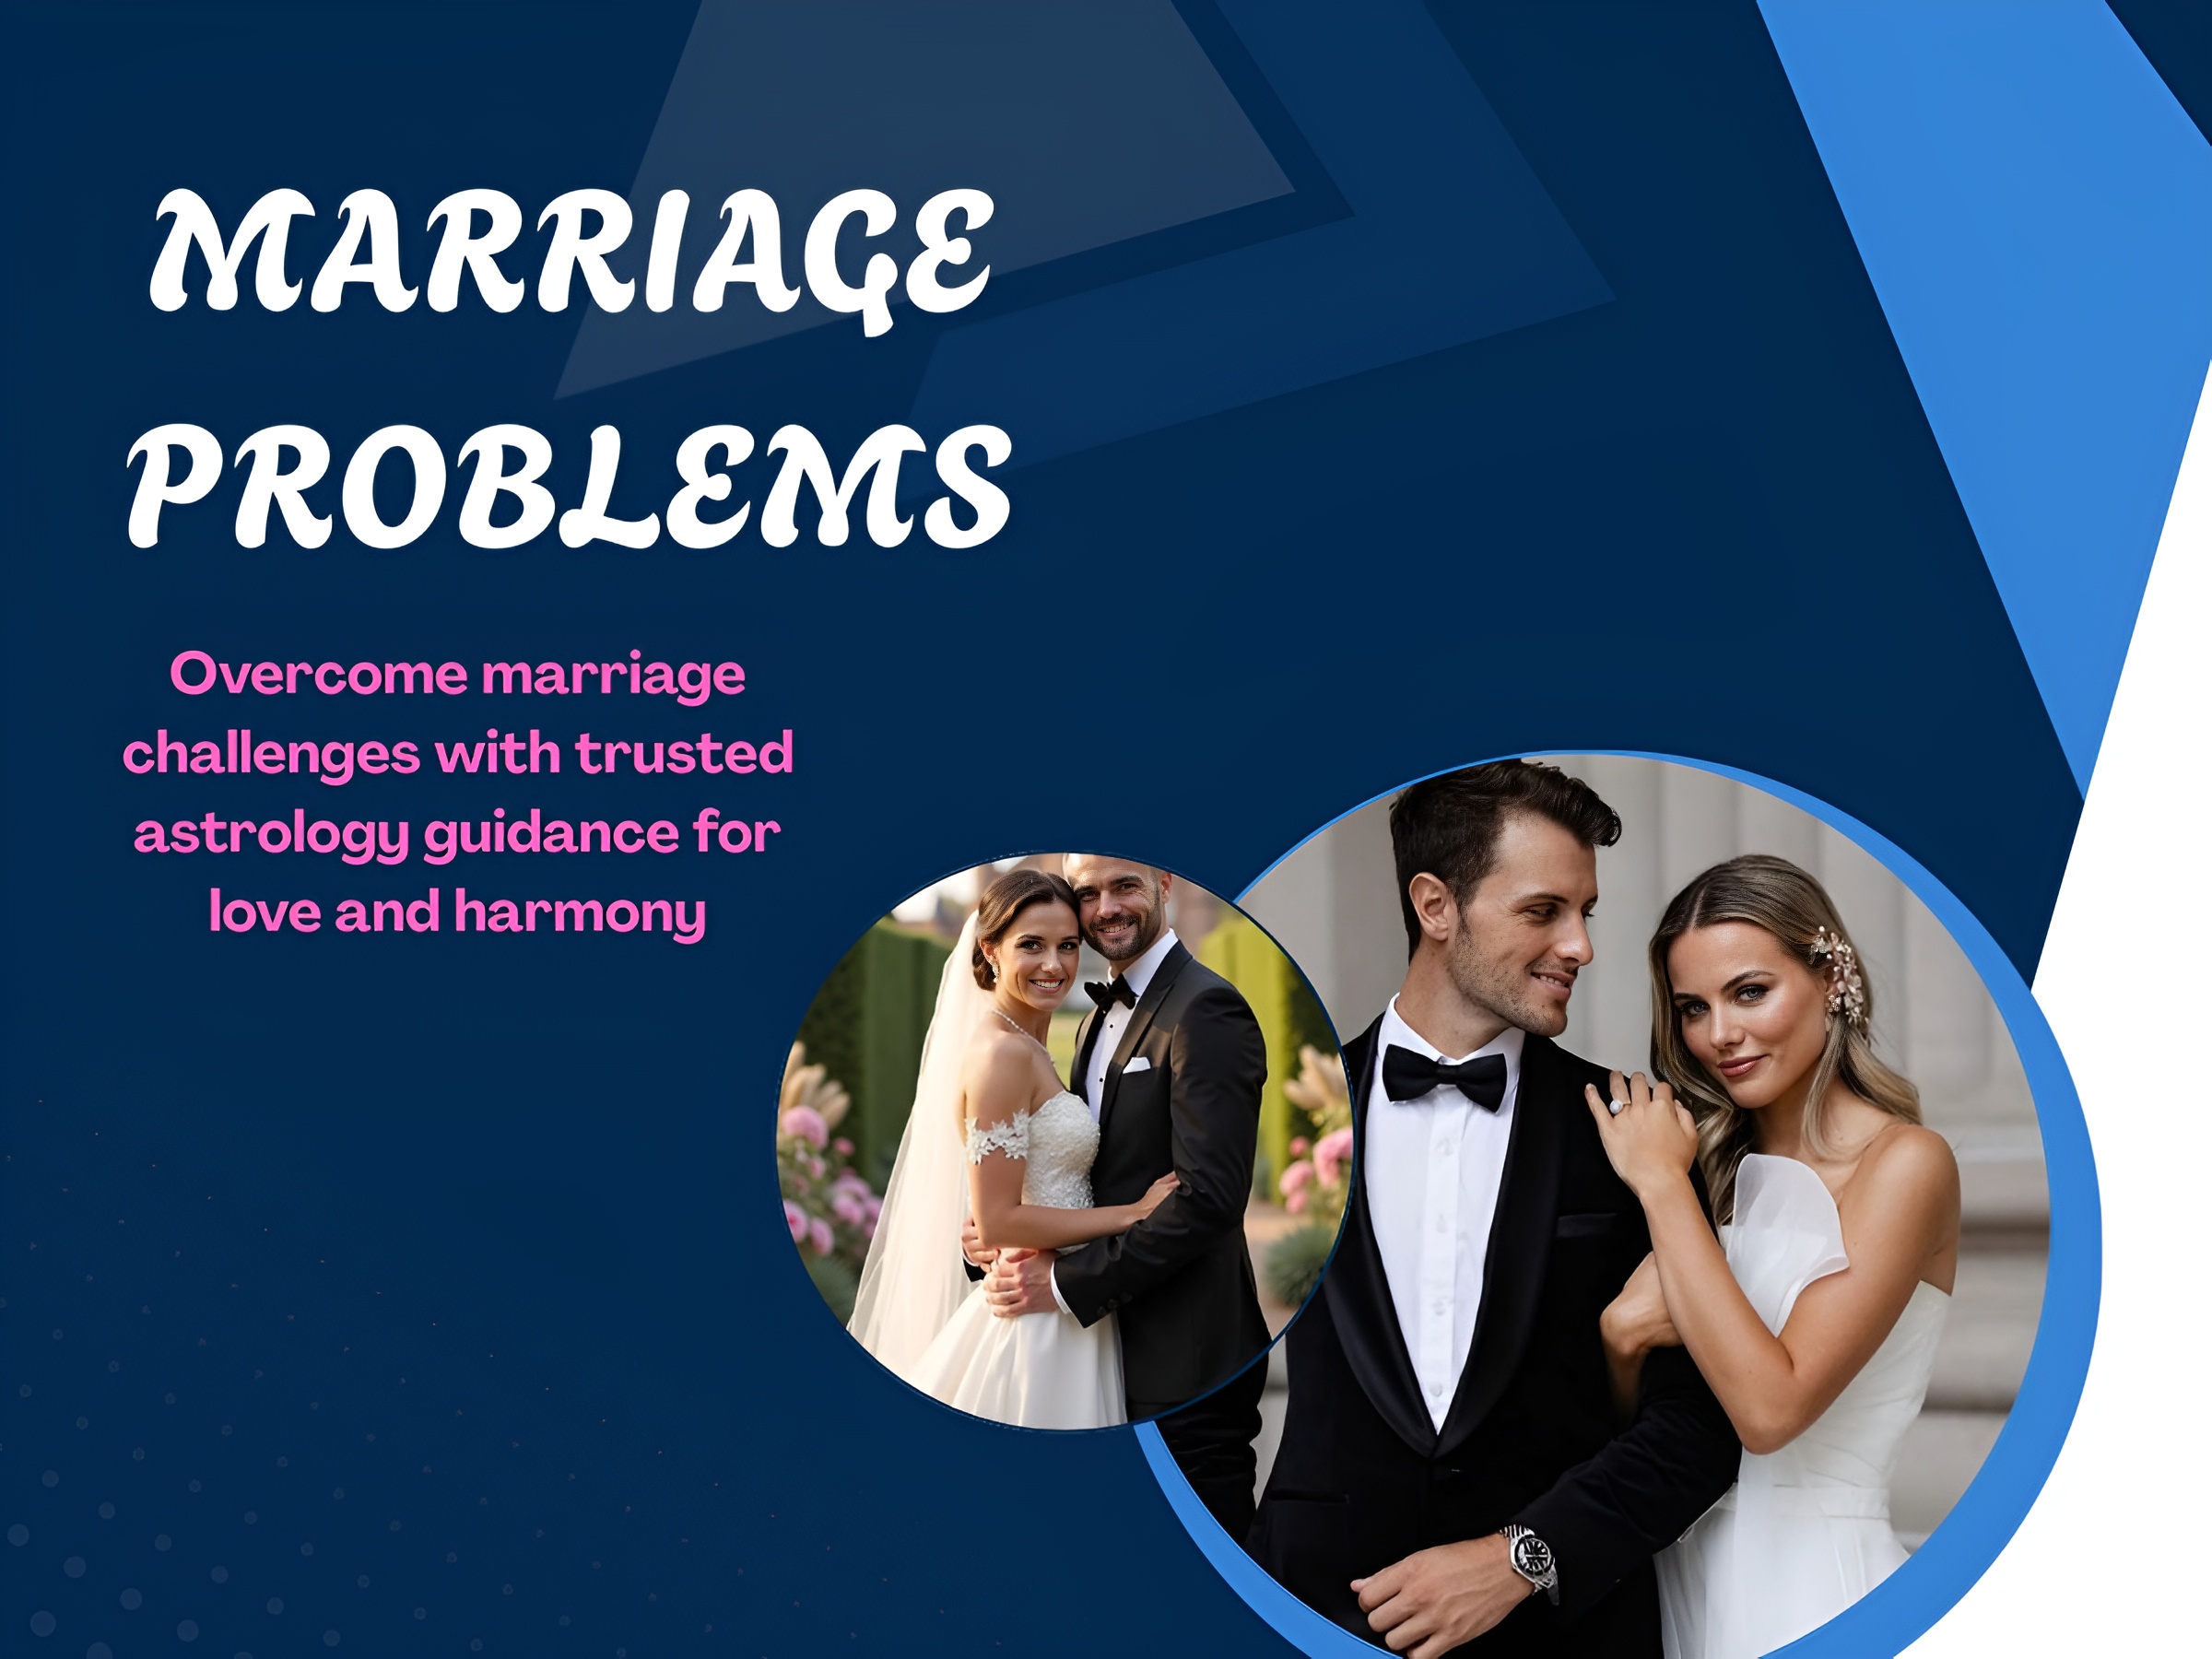 MARRIAGE
PROBLEMS
Overcome marriage
challenges with trusted
astrology guidance for
love and harmony